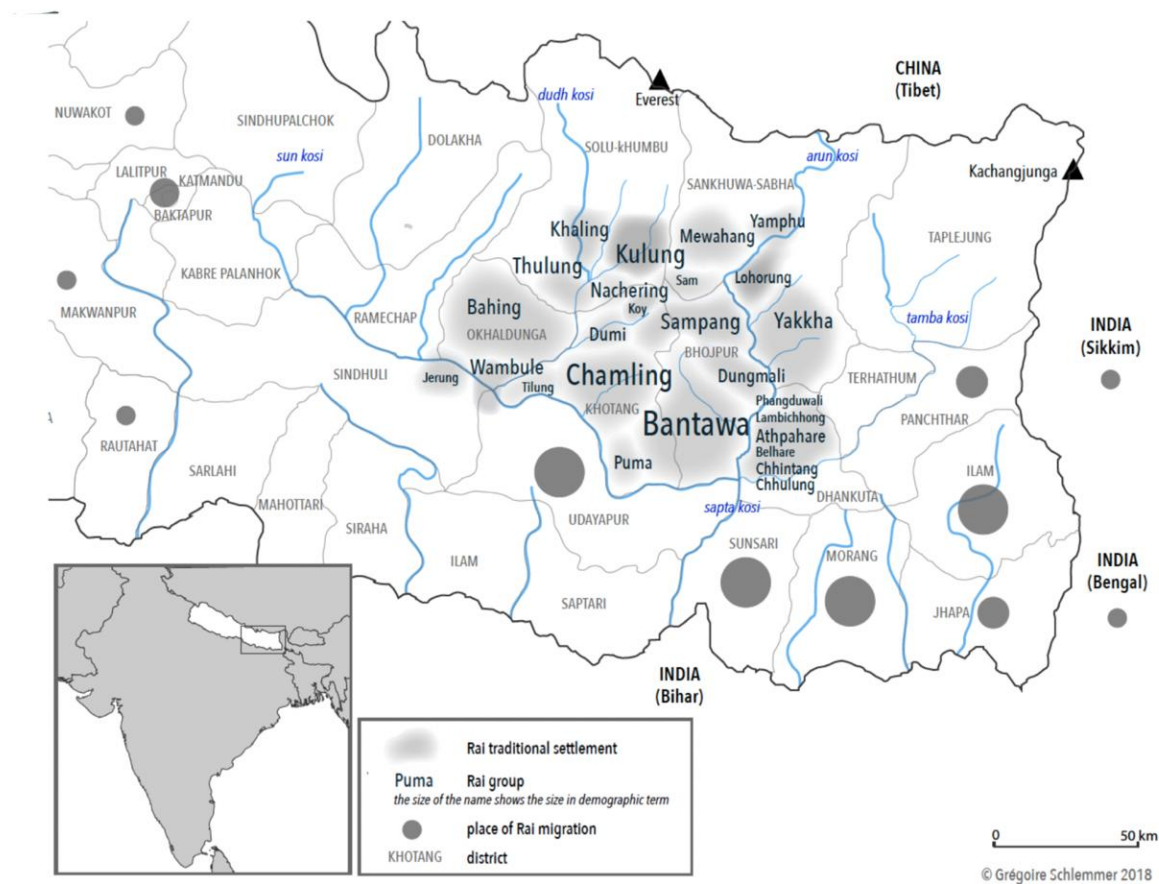 CHINA
(Tibet)
dudh kosi
Everest
NUWAKOT
SINDHUPALCHOK
DOLAKHA
SOLU-kHUMBU
arun kosi
sun kosi
LALITPUR
KATMANDU
BAKTAPUR
SANKHUWA-SABHA
Kachangjunga
Khaling
Yamphu
Mewahang
TAPLEJUNG
Kulung
Thulung
KABRE PALANHOK
Sam
Lohorung
Nachering
Koy
MAKWANPUR
RAMECHAP
Bahing
OKHALDUNGA
Dumi
Sampang
Yakkha
tamba kosi
INDIA
(Sikkim)
BHOJPUR
SINDHULI
Wambule
Jerung
Tilung
Chamling
Dungmali
TERHATHUM
KHOTANG
Phangduwali
Lambichhong
PANCHTHAR
A
RAUTAHAT
Bantawa
Athpahare
Belhare
Puma
Chhintang
Chhulung
SARLAHI
ILAM
MAHOTTARI
DHANKUTA
sapta kosi
UDAYAPUR
SIRAHA
SUNSARI
MORANG
ILAM
SAPTARI
JHAPA
INDIA
(Bengal)
INDIA
(Bihar)
Rai traditional settlement
Puma Rai group
the size of the name shows the size in demographic term
place of Rai migration
KHOTANG district
0 50 km
© Grégoire Schlemmer 2018